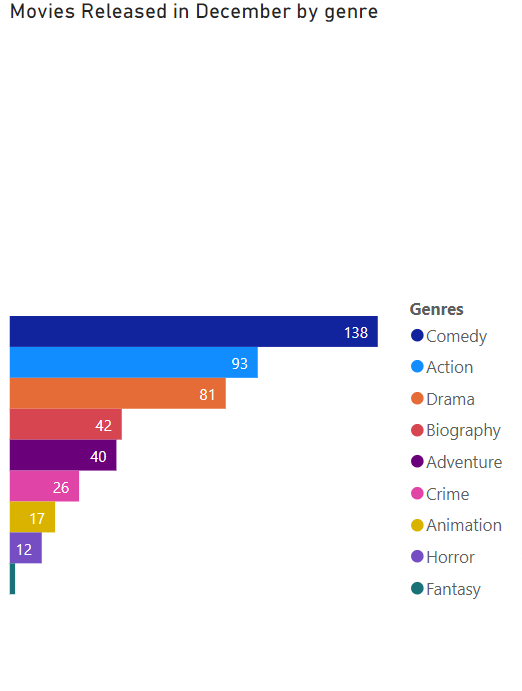 Movies Released in December by genre
Genres
138
Comedy
93
Action
81
Drama
42
Biography
40
Adventure
26
Crime
17
Animation
12
Horror
Fantasy